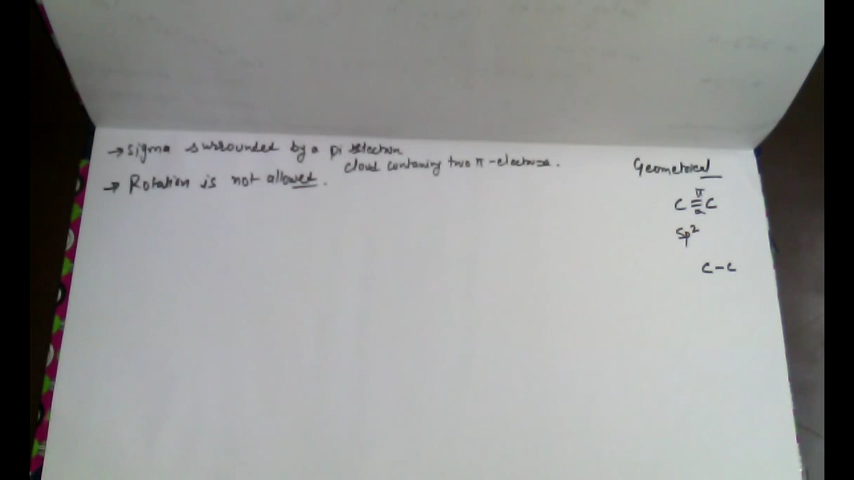 → Sigma surrounded by a pi electron
cloud containing two π-electrons.
→ Rotation is not allowed.
Geometrical
π
C=C
Sp²
C-C